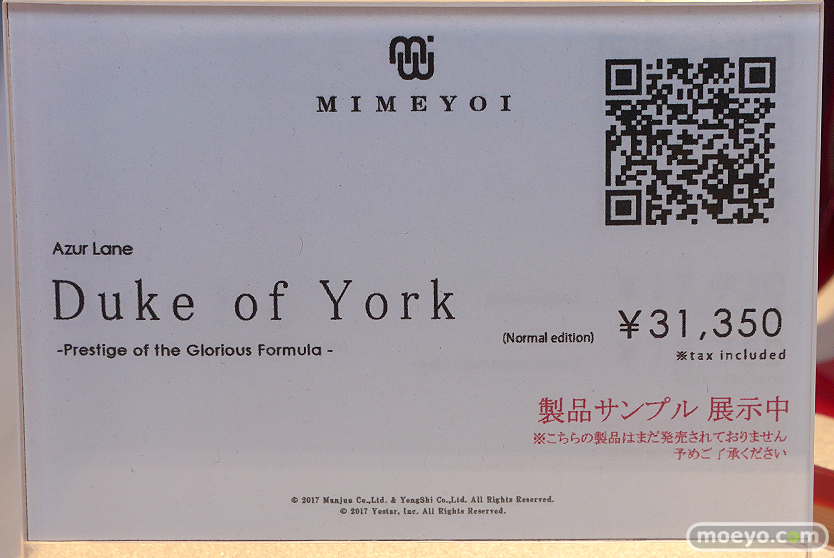 MIMEYOI
Azur Lane
Duke of York
-Prestige of the Glorious Formula -
(Normal edition)
¥31,350
※tax included
製品サンプル 展示中
※こちらの製品はまだ発売されておりません
予めご了承ください
© 2017 Manjuu Co.,Ltd. & YongShi Co.,Ltd. All Rights Reserved.
© 2017 Yostar, Inc. All Rights Reserved.
moeyo.com